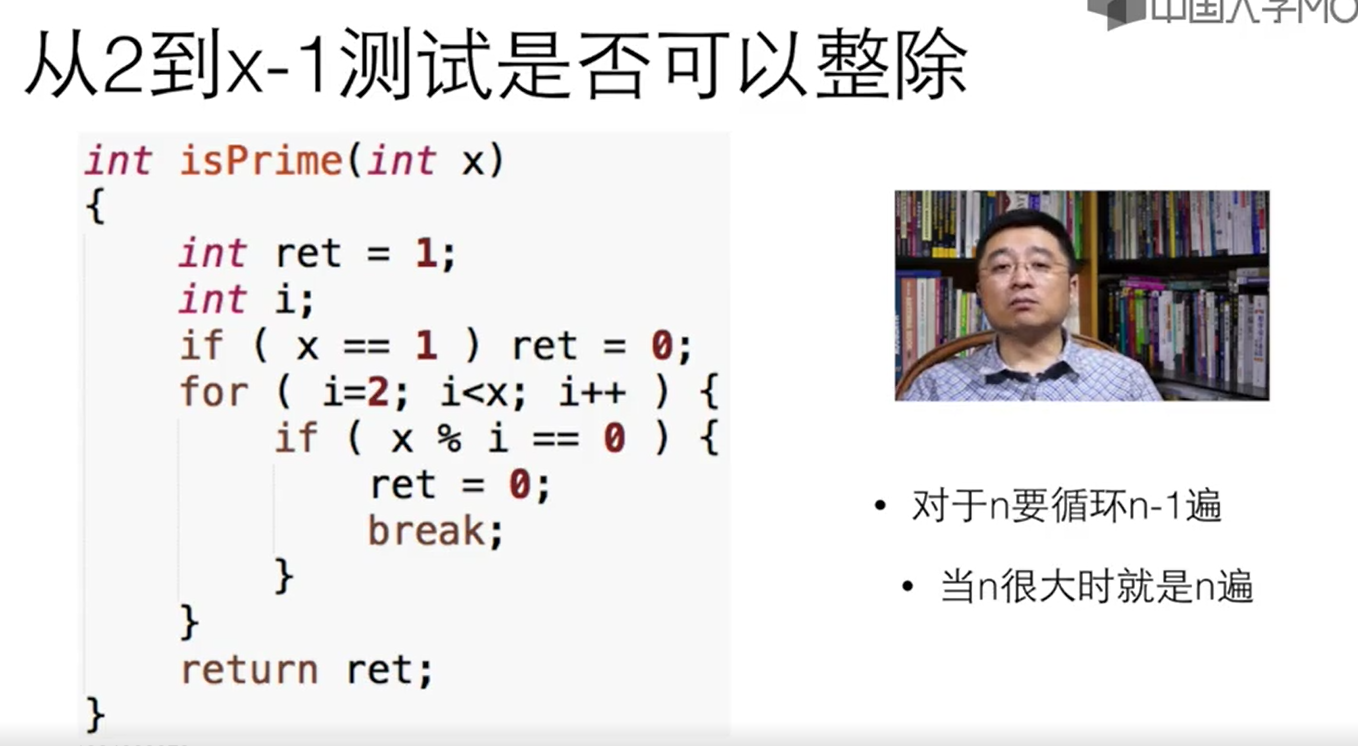 中国大学MO
从2到x-1测试是否可以整除
int isPrime(int x)
{
int ret = 1;
int i;
if ( x == 1 ) ret = 0;
for ( i=2; i<x; i++ ) {
if ( x % i == 0 ) {
ret = 0;
break;
}
}
return ret;
}
• 对于n要循环n-1遍
• 当n很大时就是n遍